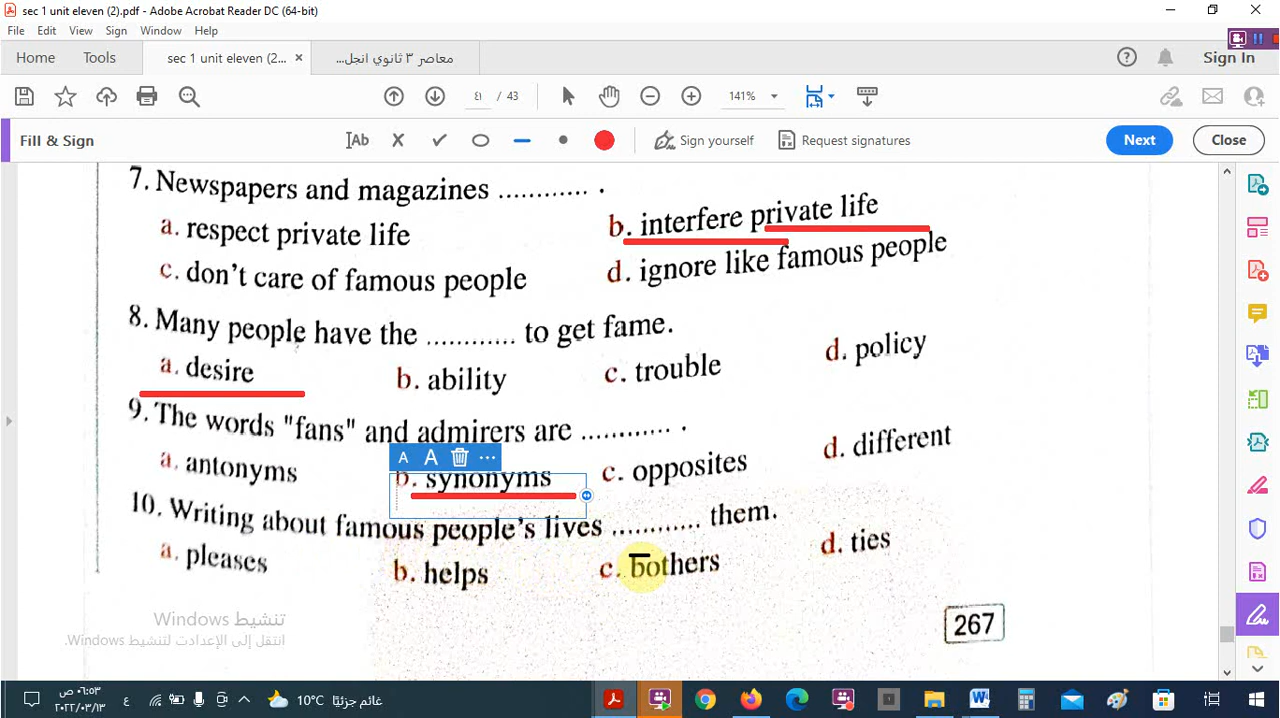 sec 1 unit eleven (2).pdf - Adobe Acrobat Reader DC (64-bit)
File Edit View Sign Window Help
Home Tools sec 1 unit eleven (2... × معاصر ٣ ثانوي انجل... Sign In
٤١ / 43 141%
Fill & Sign Ab Sign yourself Request signatures Next Close
7. Newspapers and magazines ............ .
a. respect private life b. interfere private life
c. don't care of famous people d. ignore like famous people
8. Many people have the ............ to get fame.
a. desire b. ability c. trouble d. policy
9. The words "fans" and admirers are ............ .
A A
a. antonyms b. synonyms c. opposites d. different
10. Writing about famous people's lives ............ them.
a. pleases b. helps c. bothers d. ties
تنشيط Windows
انتقل إلى الإعدادات لتنشيط Windows.
267
٠٦:٥٣ ص
٢٠٢٢/٠٣/١٣
ع
10°C غائم جزئيًا